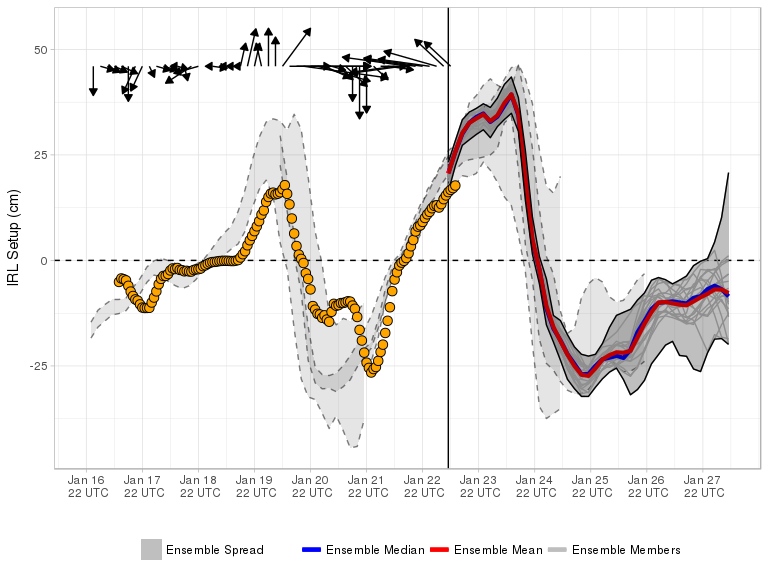 IRL Setup (cm)
50
25
0
-25
Jan 16 Jan 17 Jan 18 Jan 19 Jan 20 Jan 21 Jan 22 Jan 23 Jan 24 Jan 25 Jan 26 Jan 27
22 UTC 22 UTC 22 UTC 22 UTC 22 UTC 22 UTC 22 UTC 22 UTC 22 UTC 22 UTC 22 UTC 22 UTC
Ensemble Spread Ensemble Median Ensemble Mean Ensemble Members